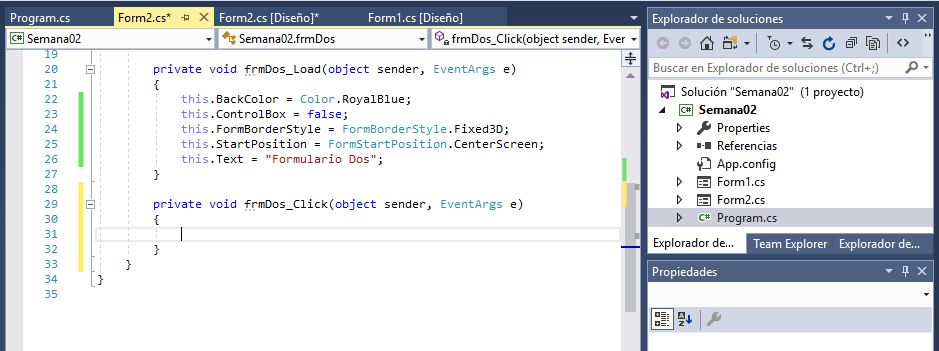 Program.cs Form2.cs* Form2.cs [Diseño]* Form1.cs [Diseño]
Semana02 Semana02.frmDos frmDos_Click(object sender, Ever
19
20 private void frmDos_Load(object sender, EventArgs e)
21 {
22 this.BackColor = Color.RoyalBlue;
23 this.ControlBox = false;
24 this.FormBorderStyle = FormBorderStyle.Fixed3D;
25 this.StartPosition = FormStartPosition.CenterScreen;
26 this.Text = "Formulario Dos";
27 }
28
29 private void frmDos_Click(object sender, EventArgs e)
30 {
31
32 }
33 }
34 }
35
Explorador de soluciones
Buscar en Explorador de soluciones (Ctrl+;)
Solución "Semana02" (1 proyecto)
C# Semana02
Properties
Referencias
App.config
Form1.cs
Form2.cs
C# Program.cs
Explorador de... Team Explorer Explorador de...
Propiedades